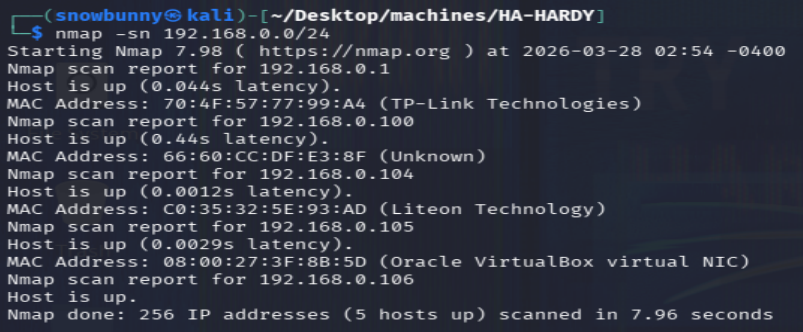 ┌──(snowbunny㉿kali)-[~/Desktop/machines/HA-HARDY]
└─$ nmap -sn 192.168.0.0/24
Starting Nmap 7.98 ( https://nmap.org ) at 2026-03-28 02:54 -0400
Nmap scan report for 192.168.0.1
Host is up (0.044s latency).
MAC Address: 70:4F:57:77:99:A4 (TP-Link Technologies)
Nmap scan report for 192.168.0.100
Host is up (0.44s latency).
MAC Address: 66:60:CC:DF:E3:8F (Unknown)
Nmap scan report for 192.168.0.104
Host is up (0.0012s latency).
MAC Address: C0:35:32:5E:93:AD (Liteon Technology)
Nmap scan report for 192.168.0.105
Host is up (0.0029s latency).
MAC Address: 08:00:27:3F:8B:5D (Oracle VirtualBox virtual NIC)
Nmap scan report for 192.168.0.106
Host is up.
Nmap done: 256 IP addresses (5 hosts up) scanned in 7.96 seconds